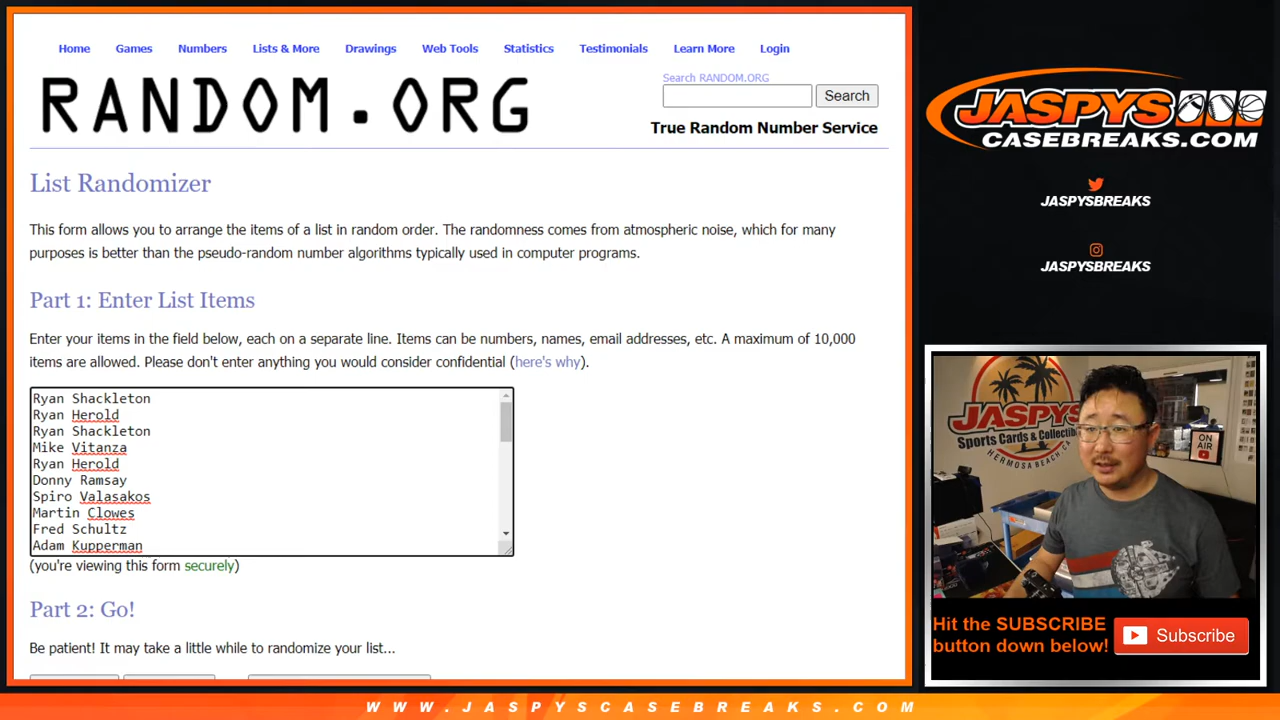 Home Games Numbers Lists & More Drawings Web Tools Statistics Testimonials Learn More Login
RANDOM.ORG
Search RANDOM.ORG
Search
True Random Number Service
List Randomizer
This form allows you to arrange the items of a list in random order. The randomness comes from atmospheric noise, which for many
purposes is better than the pseudo-random number algorithms typically used in computer programs.
Part 1: Enter List Items
Enter your items in the field below, each on a separate line. Items can be numbers, names, email addresses, etc. A maximum of 10,000
items are allowed. Please don't enter anything you would consider confidential (here's why).
Ryan Shackleton
Ryan Herold
Ryan Shackleton
Mike Vitanza
Ryan Herold
Donny Ramsay
Spiro Valasakos
Martin Clowes
Fred Schultz
Adam Kupperman
(you're viewing this form securely)
Part 2: Go!
Be patient! It may take a little while to randomize your list...
JASPYS
CASEBREAKS.COM
JASPYSBREAKS
JASPYSBREAKS
JASPYS
Sports Cards & Collectibles
HERMOSA BEACH, CA
ON
AIR
Hit the SUBSCRIBE
button down below!
Subscribe
WWW.JASPYSCASEBREAKS.COM